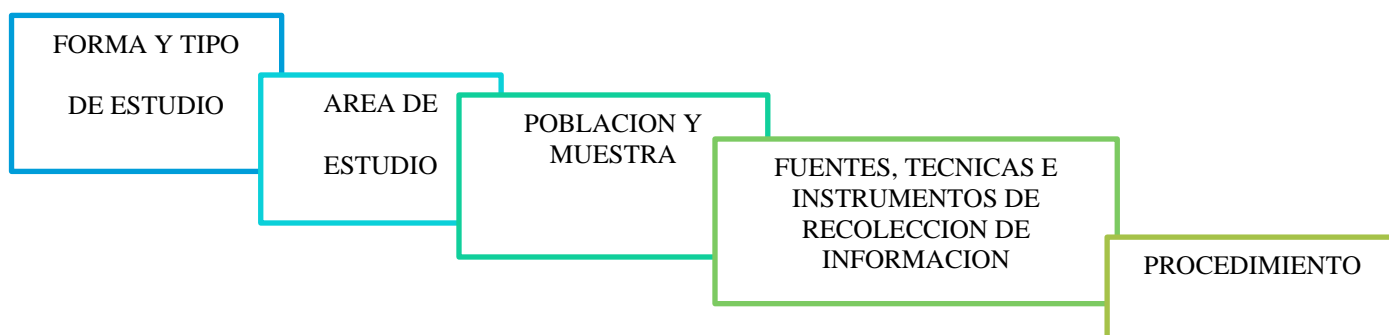 FORMA Y TIPO
DE ESTUDIO
AREA DE
ESTUDIO
POBLACION Y
MUESTRA
FUENTES, TECNICAS E
INSTRUMENTOS DE
RECOLECCION DE
INFORMACION
PROCEDIMIENTO